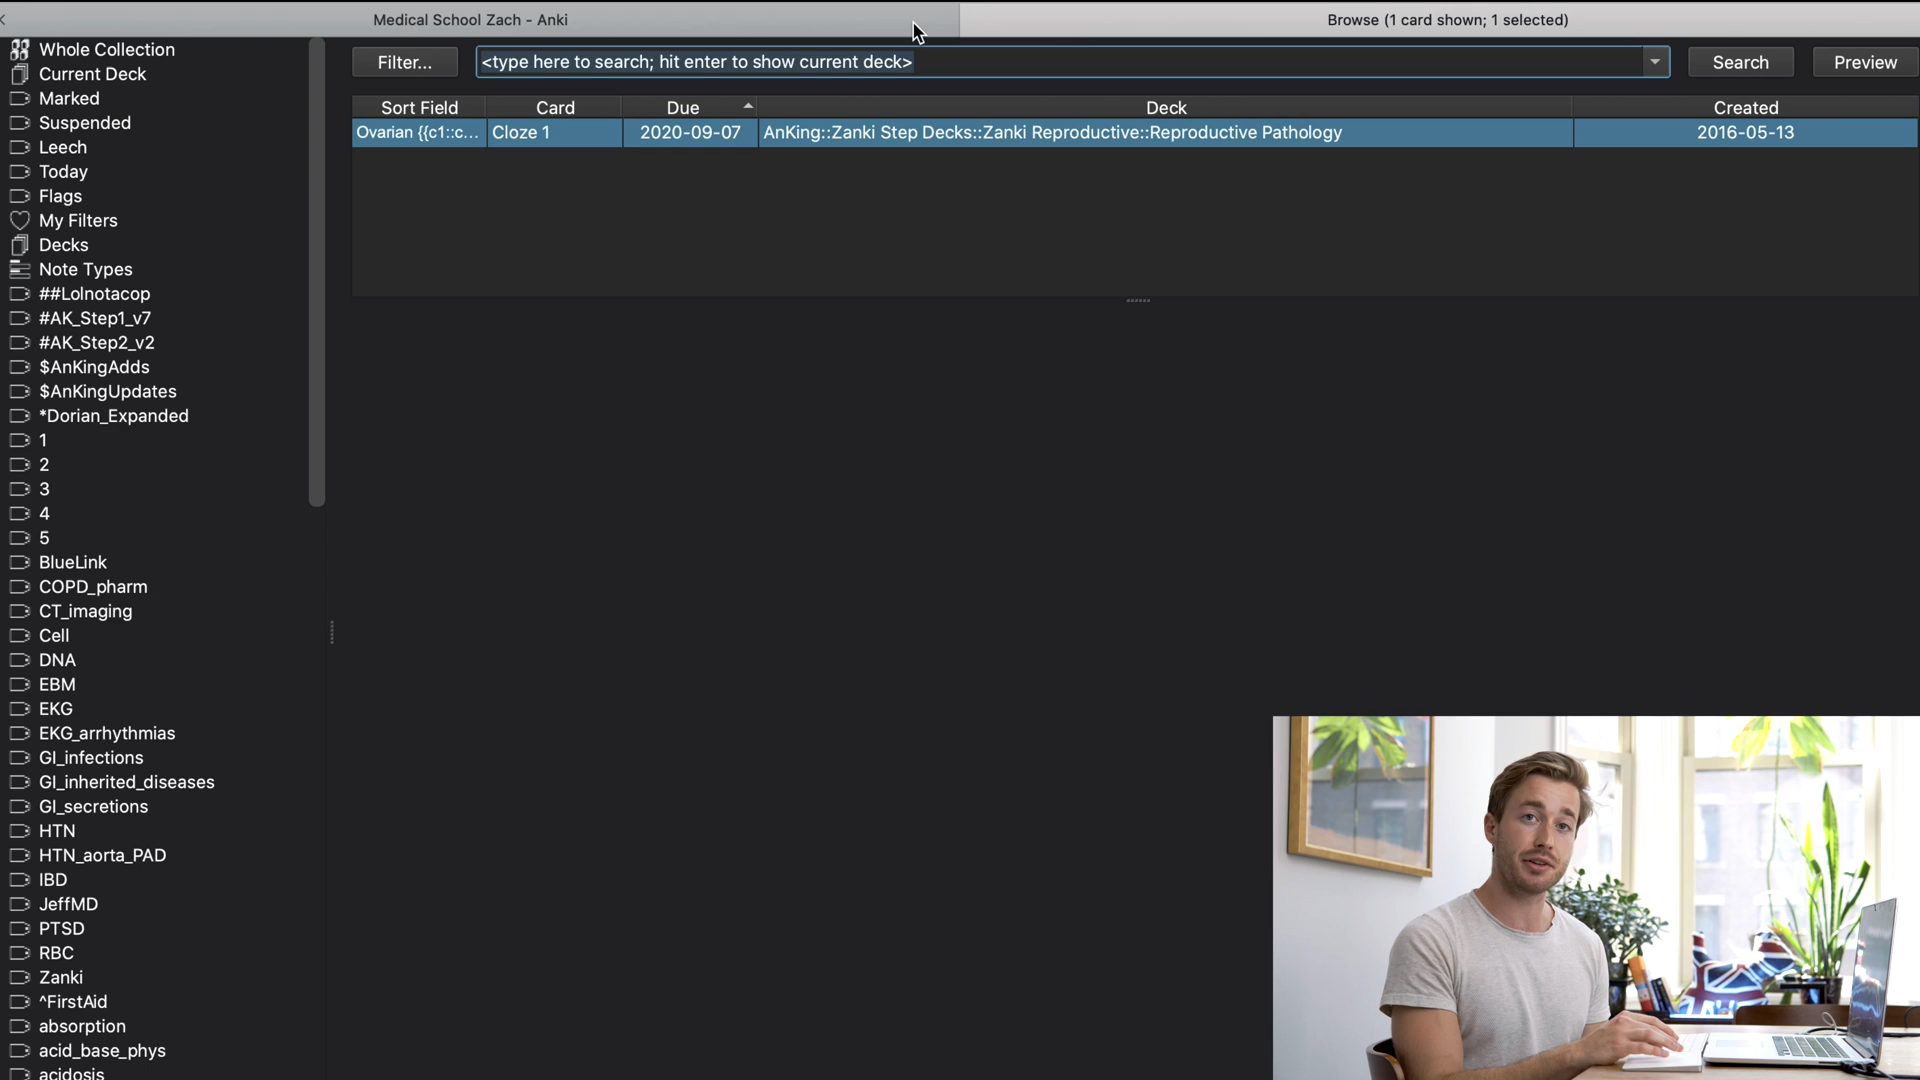 Medical School Zach - Anki
Browse (1 card shown; 1 selected)
Whole Collection
Current Deck
Marked
Suspended
Leech
Today
Flags
My Filters
Decks
Note Types
##Lolnotacop
#AK_Step1_v7
#AK_Step2_v2
$AnKingAdds
$AnKingUpdates
*Dorian_Expanded
1
2
3
4
5
BlueLink
COPD_pharm
CT_imaging
Cell
DNA
EBM
EKG
EKG_arrhythmias
GI_infections
GI_inherited_diseases
GI_secretions
HTN
HTN_aorta_PAD
IBD
JeffMD
PTSD
RBC
Zanki
^FirstAid
absorption
acid_base_phys
acidosis
Filter...
<type here to search; hit enter to show current deck>
Search
Preview
Sort Field Card Due Deck Created
Ovarian {{c1::c... Cloze 1 2020-09-07 AnKing::Zanki Step Decks::Zanki Reproductive::Reproductive Pathology 2016-05-13